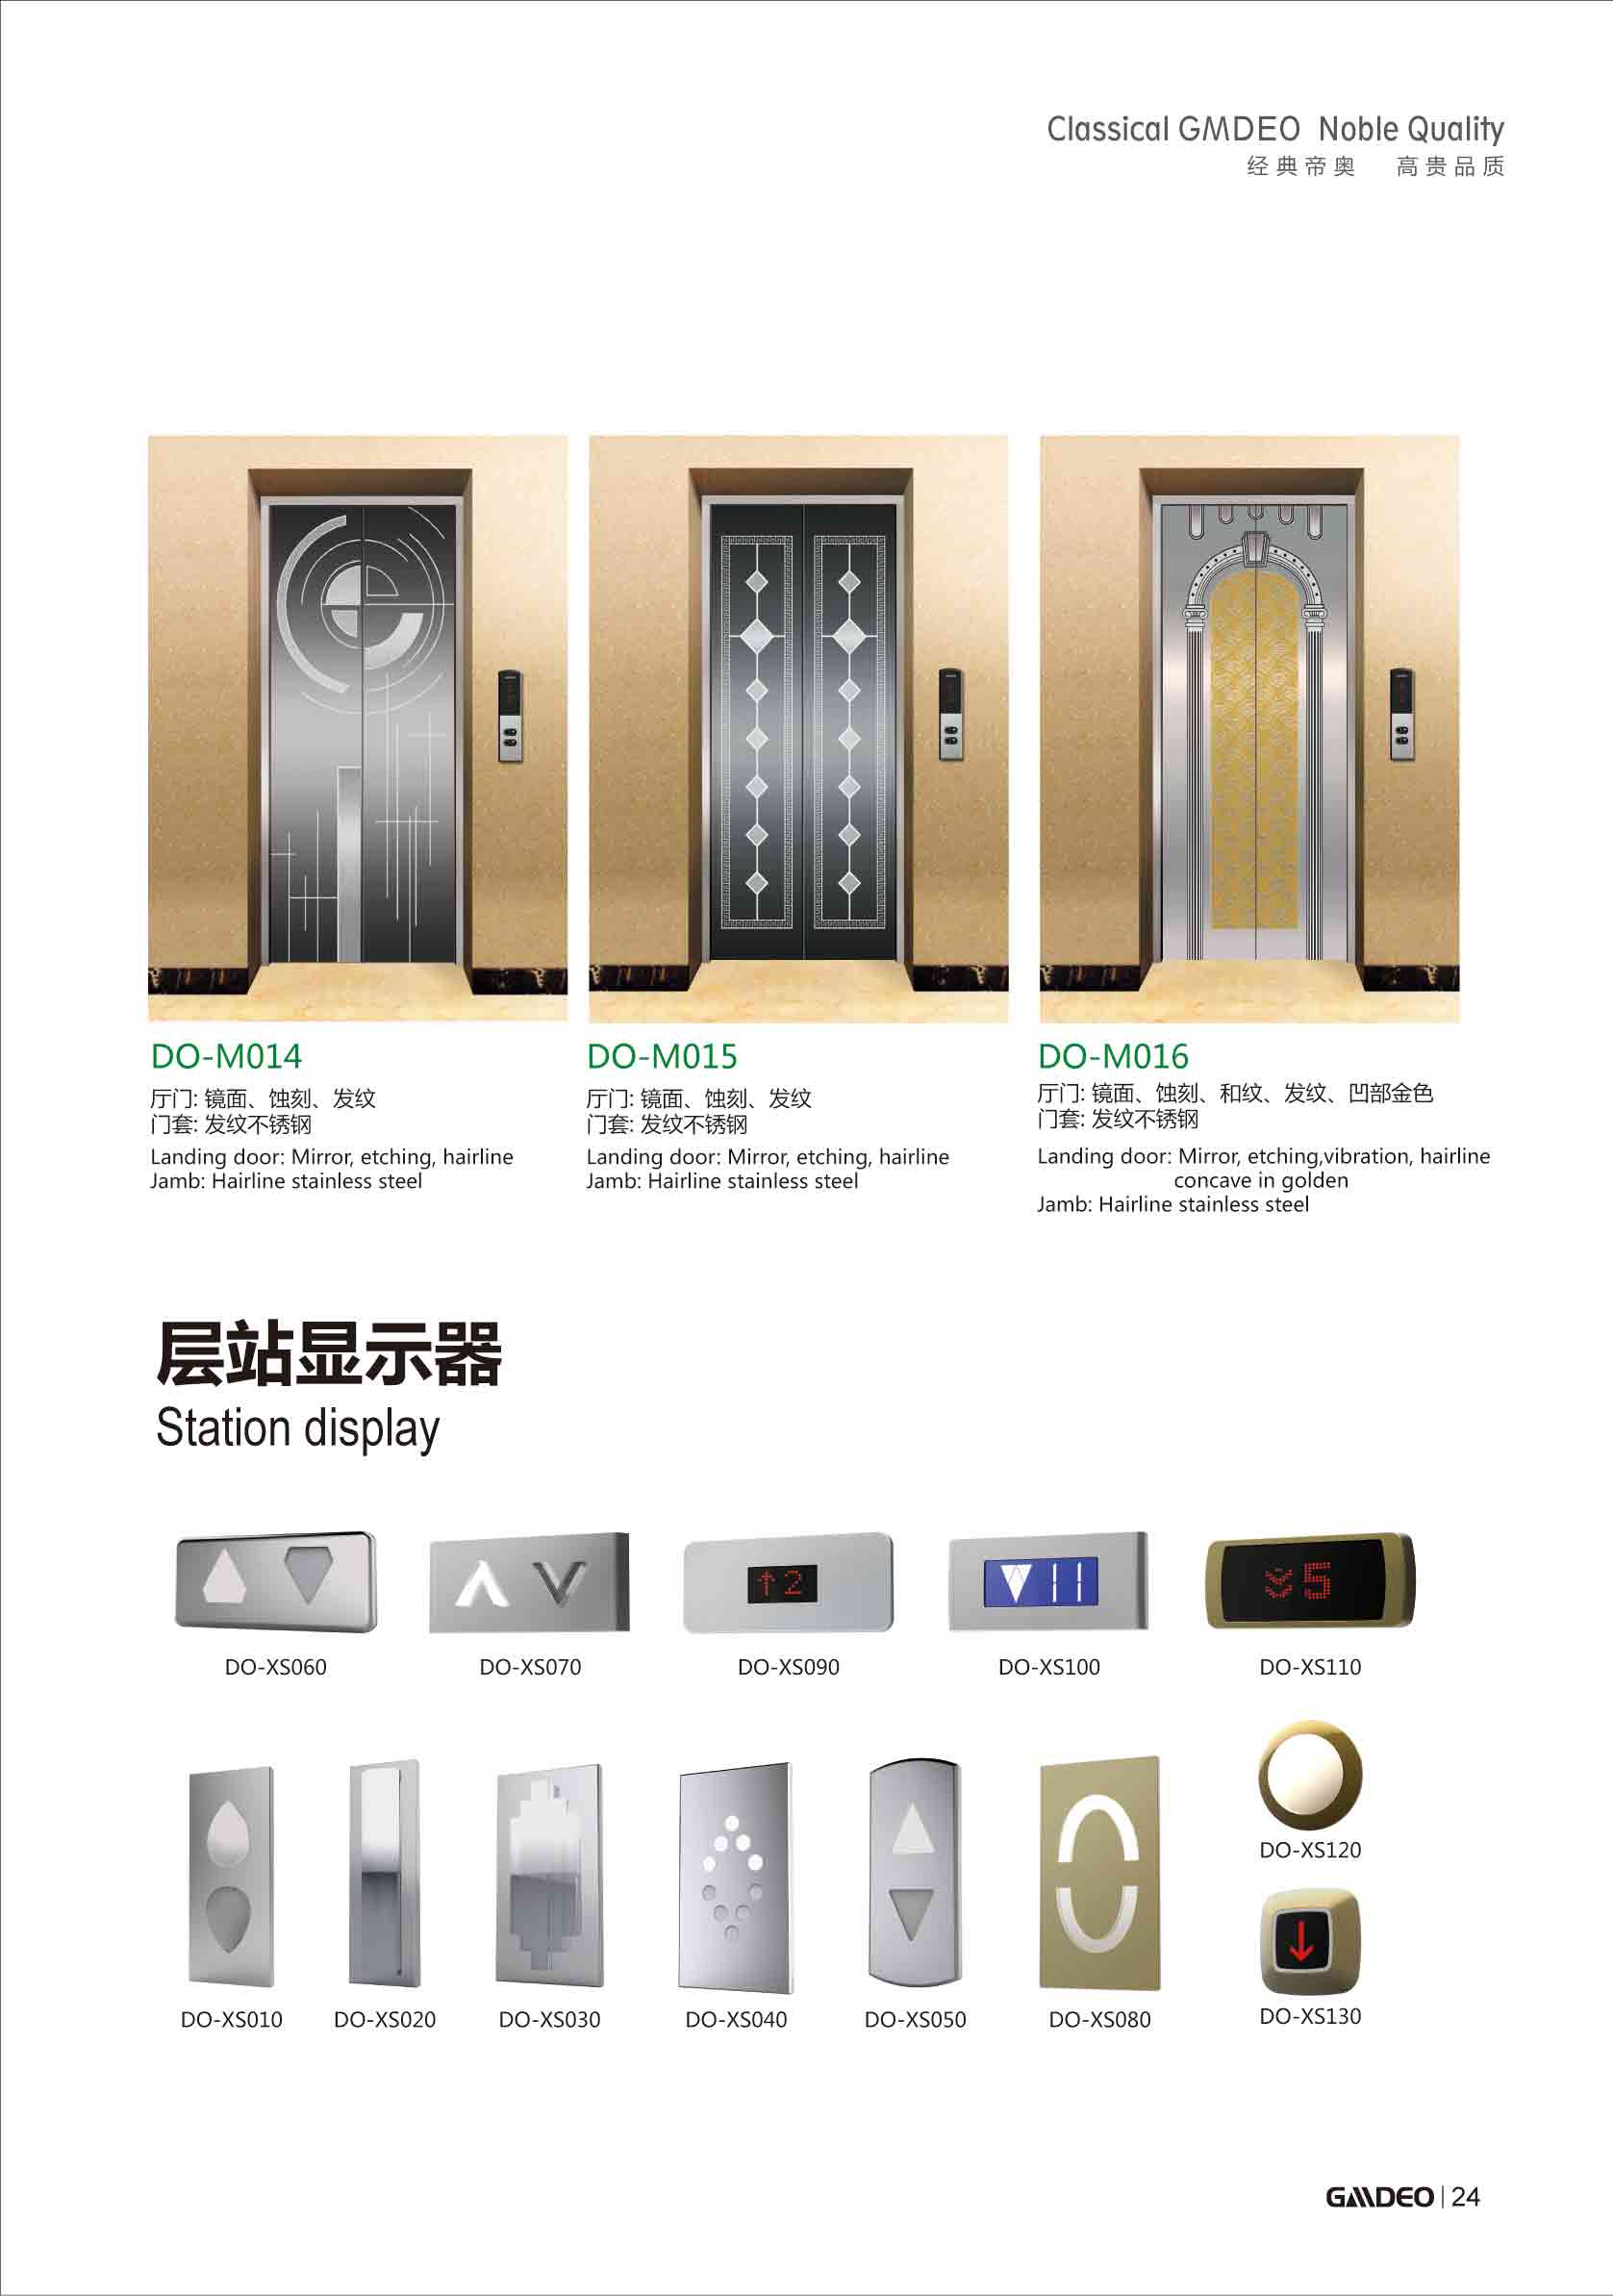 Classical GMDEO Noble Quality
经典帝奥 高贵品质
DO-M014
厅门: 镜面、蚀刻、发纹
门套: 发纹不锈钢
Landing door: Mirror, etching, hairline
Jamb: Hairline stainless steel
DO-M015
厅门: 镜面、蚀刻、发纹
门套: 发纹不锈钢
Landing door: Mirror, etching, hairline
Jamb: Hairline stainless steel
DO-M016
厅门: 镜面、蚀刻、和纹、发纹、凹部金色
门套: 发纹不锈钢
Landing door: Mirror, etching,vibration, hairline
concave in golden
Jamb: Hairline stainless steel
层站显示器
Station display
2
11
5
DO-XS060
DO-XS070
DO-XS090
DO-XS100
DO-XS110
DO-XS120
DO-XS010
DO-XS020
DO-XS030
DO-XS040
DO-XS050
DO-XS080
DO-XS130
GMDEO | 24